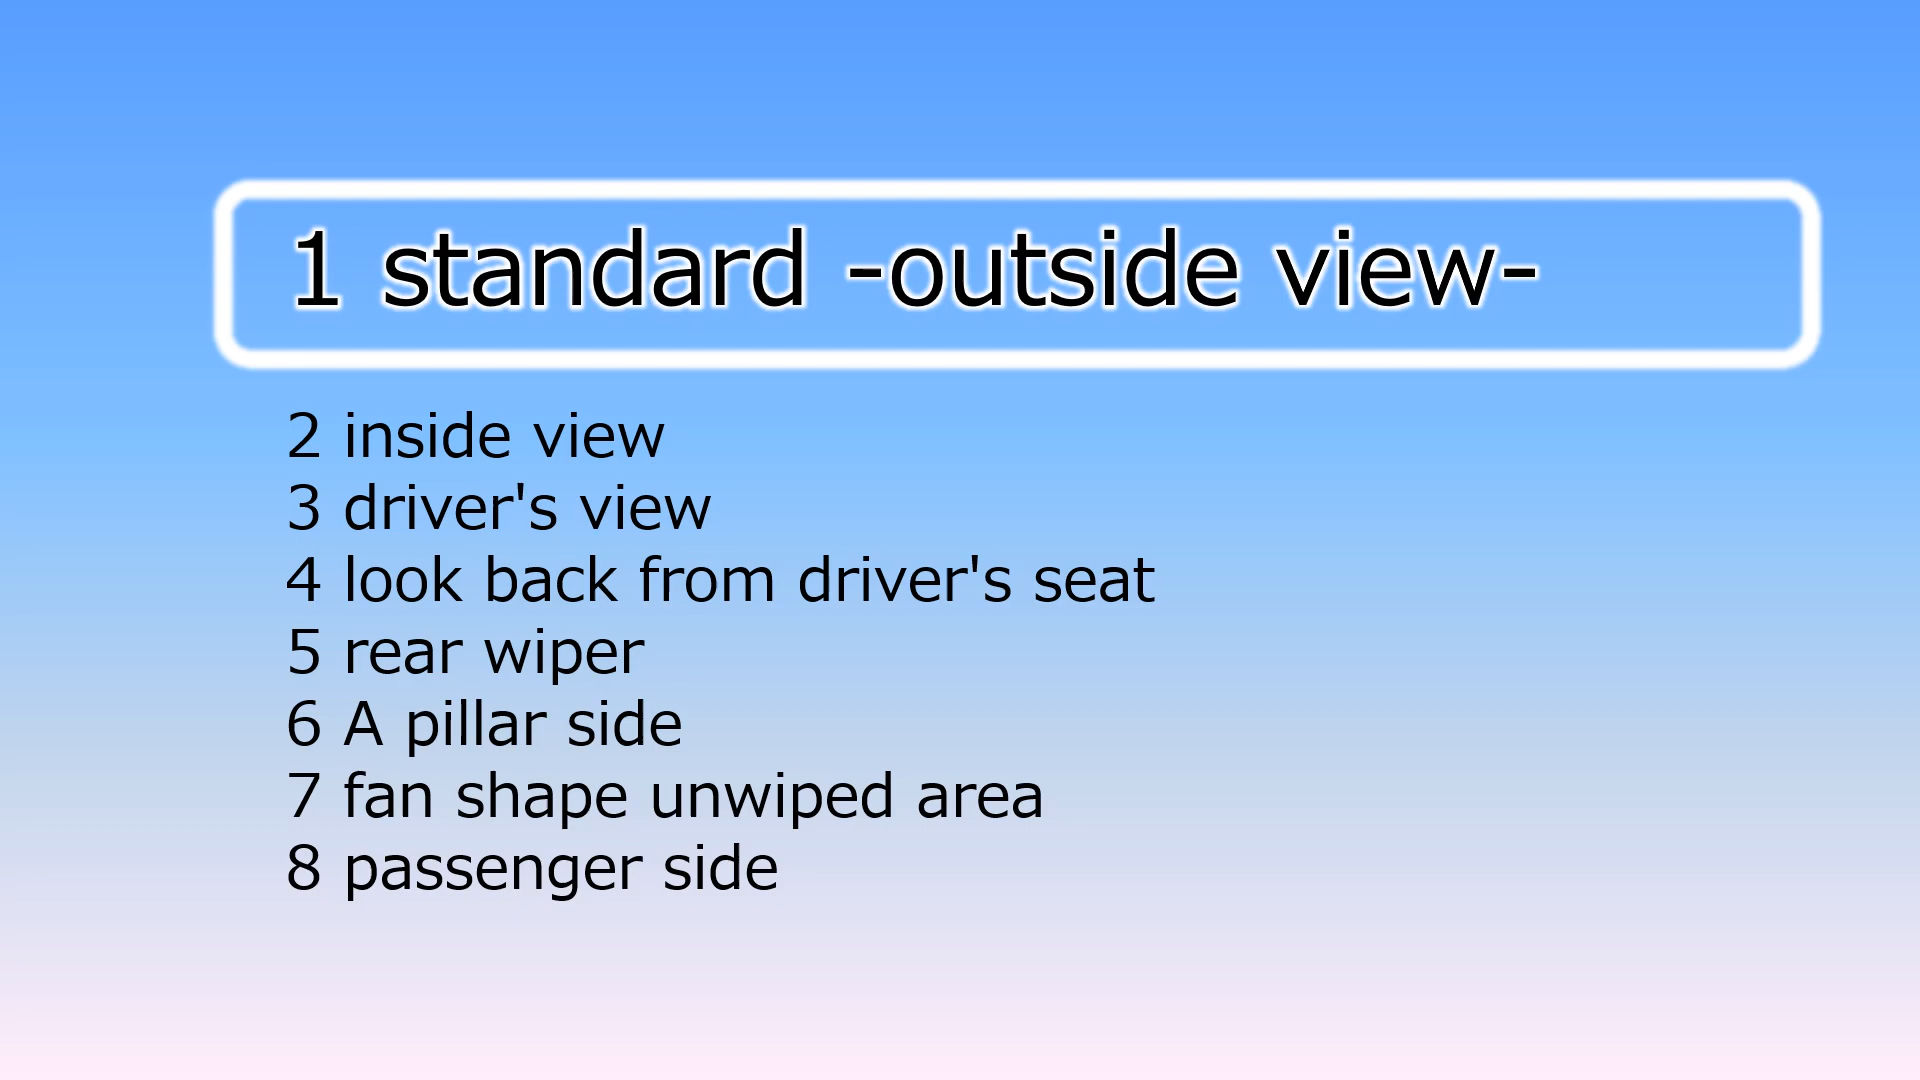 1 standard -outside view-
2 inside view
3 driver's view
4 look back from driver's seat
5 rear wiper
6 A pillar side
7 fan shape unwiped area
8 passenger side